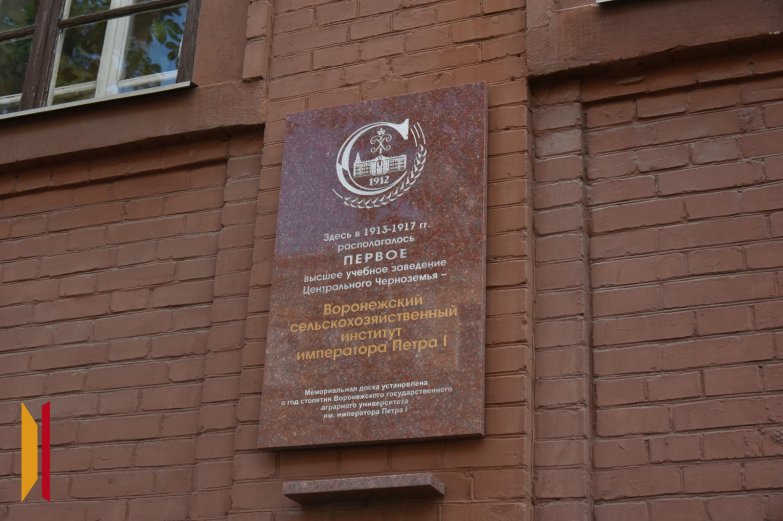 С
1912
Здесь в 1913-1917 гг.
располагалось
ПЕРВОЕ
высшее учебное заведение
Центрального Черноземья –
Воронежский
сельскохозяйственный
институт
императора Петра I
Мемориальная доска установлена
в год столетия Воронежского государственного
аграрного университета
им. императора Петра I